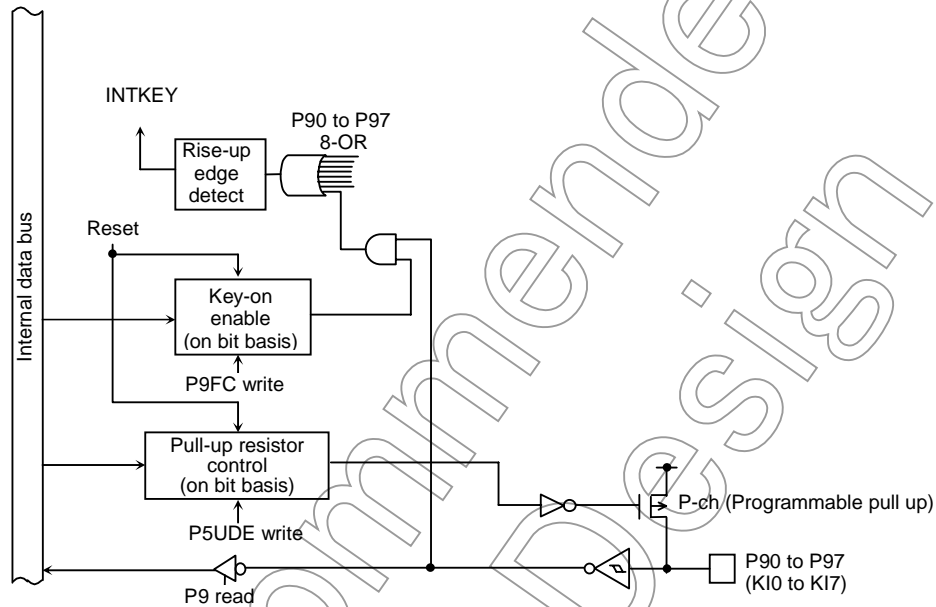 INTKEY
P90 to P97
8-OR
Rise-up
edge
detect
Reset
Internal data bus
Key-on
enable
(on bit basis)
P9FC write
Pull-up resistor
control
(on bit basis)
P5UDE write
P-ch (Programmable pull up)
P90 to P97
(KI0 to KI7)
P9 read
ommende
Design